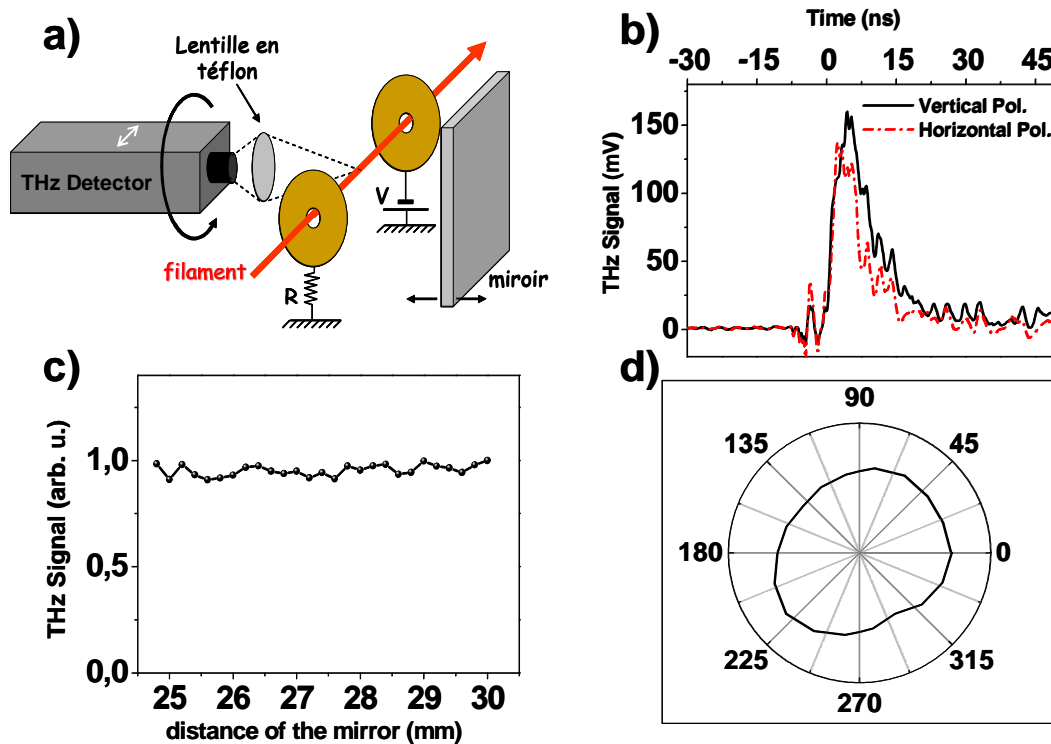 a)
Lentille en
téflon
THz Detector
filament
V
R
miroir
b)
Time (ns)
-30 -15 0 15 30 45
Vertical Pol.
Horizontal Pol.
THz Signal (mV)
150
100
50
0
c)
THz Signal (arb. u.)
1,0
0,5
0,0
25 26 27 28 29 30
distance of the mirror (mm)
d)
90
135 45
180 0
225 315
270